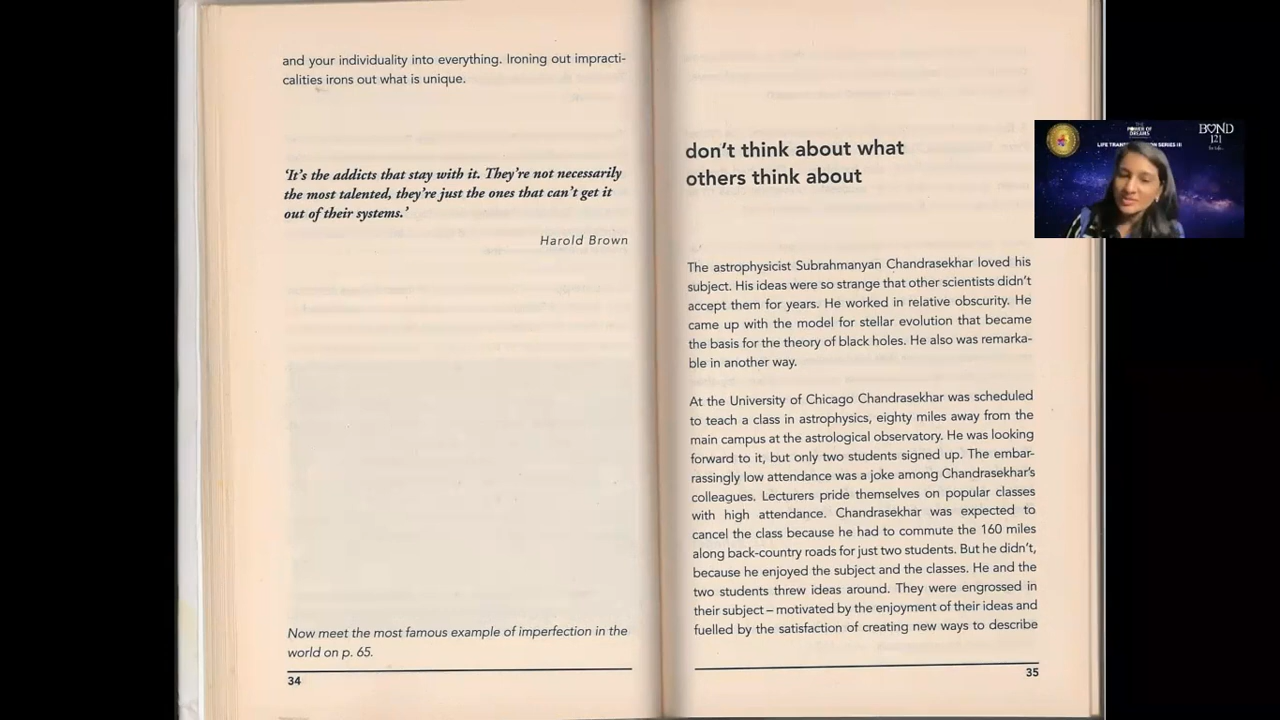 and your individuality into everything. Ironing out impracti-
calities irons out what is unique.
'It's the addicts that stay with it. They're not necessarily
the most talented, they're just the ones that can't get it
out of their systems.'
Harold Brown
Now meet the most famous example of imperfection in the
world on p. 65.
34
don't think about what
others think about
The astrophysicist Subrahmanyan Chandrasekhar loved his
subject. His ideas were so strange that other scientists didn't
accept them for years. He worked in relative obscurity. He
came up with the model for stellar evolution that became
the basis for the theory of black holes. He also was remarka-
ble in another way.
At the University of Chicago Chandrasekhar was scheduled
to teach a class in astrophysics, eighty miles away from the
main campus at the astrological observatory. He was looking
forward to it, but only two students signed up. The embar-
rassingly low attendance was a joke among Chandrasekhar's
colleagues. Lecturers pride themselves on popular classes
with high attendance. Chandrasekhar was expected to
cancel the class because he had to commute the 160 miles
along back-country roads for just two students. But he didn't,
because he enjoyed the subject and the classes. He and the
two students threw ideas around. They were engrossed in
their subject – motivated by the enjoyment of their ideas and
fuelled by the satisfaction of creating new ways to describe
35
THE
POWER OF
DREAMS
BOND
121
LIFE SERIES III